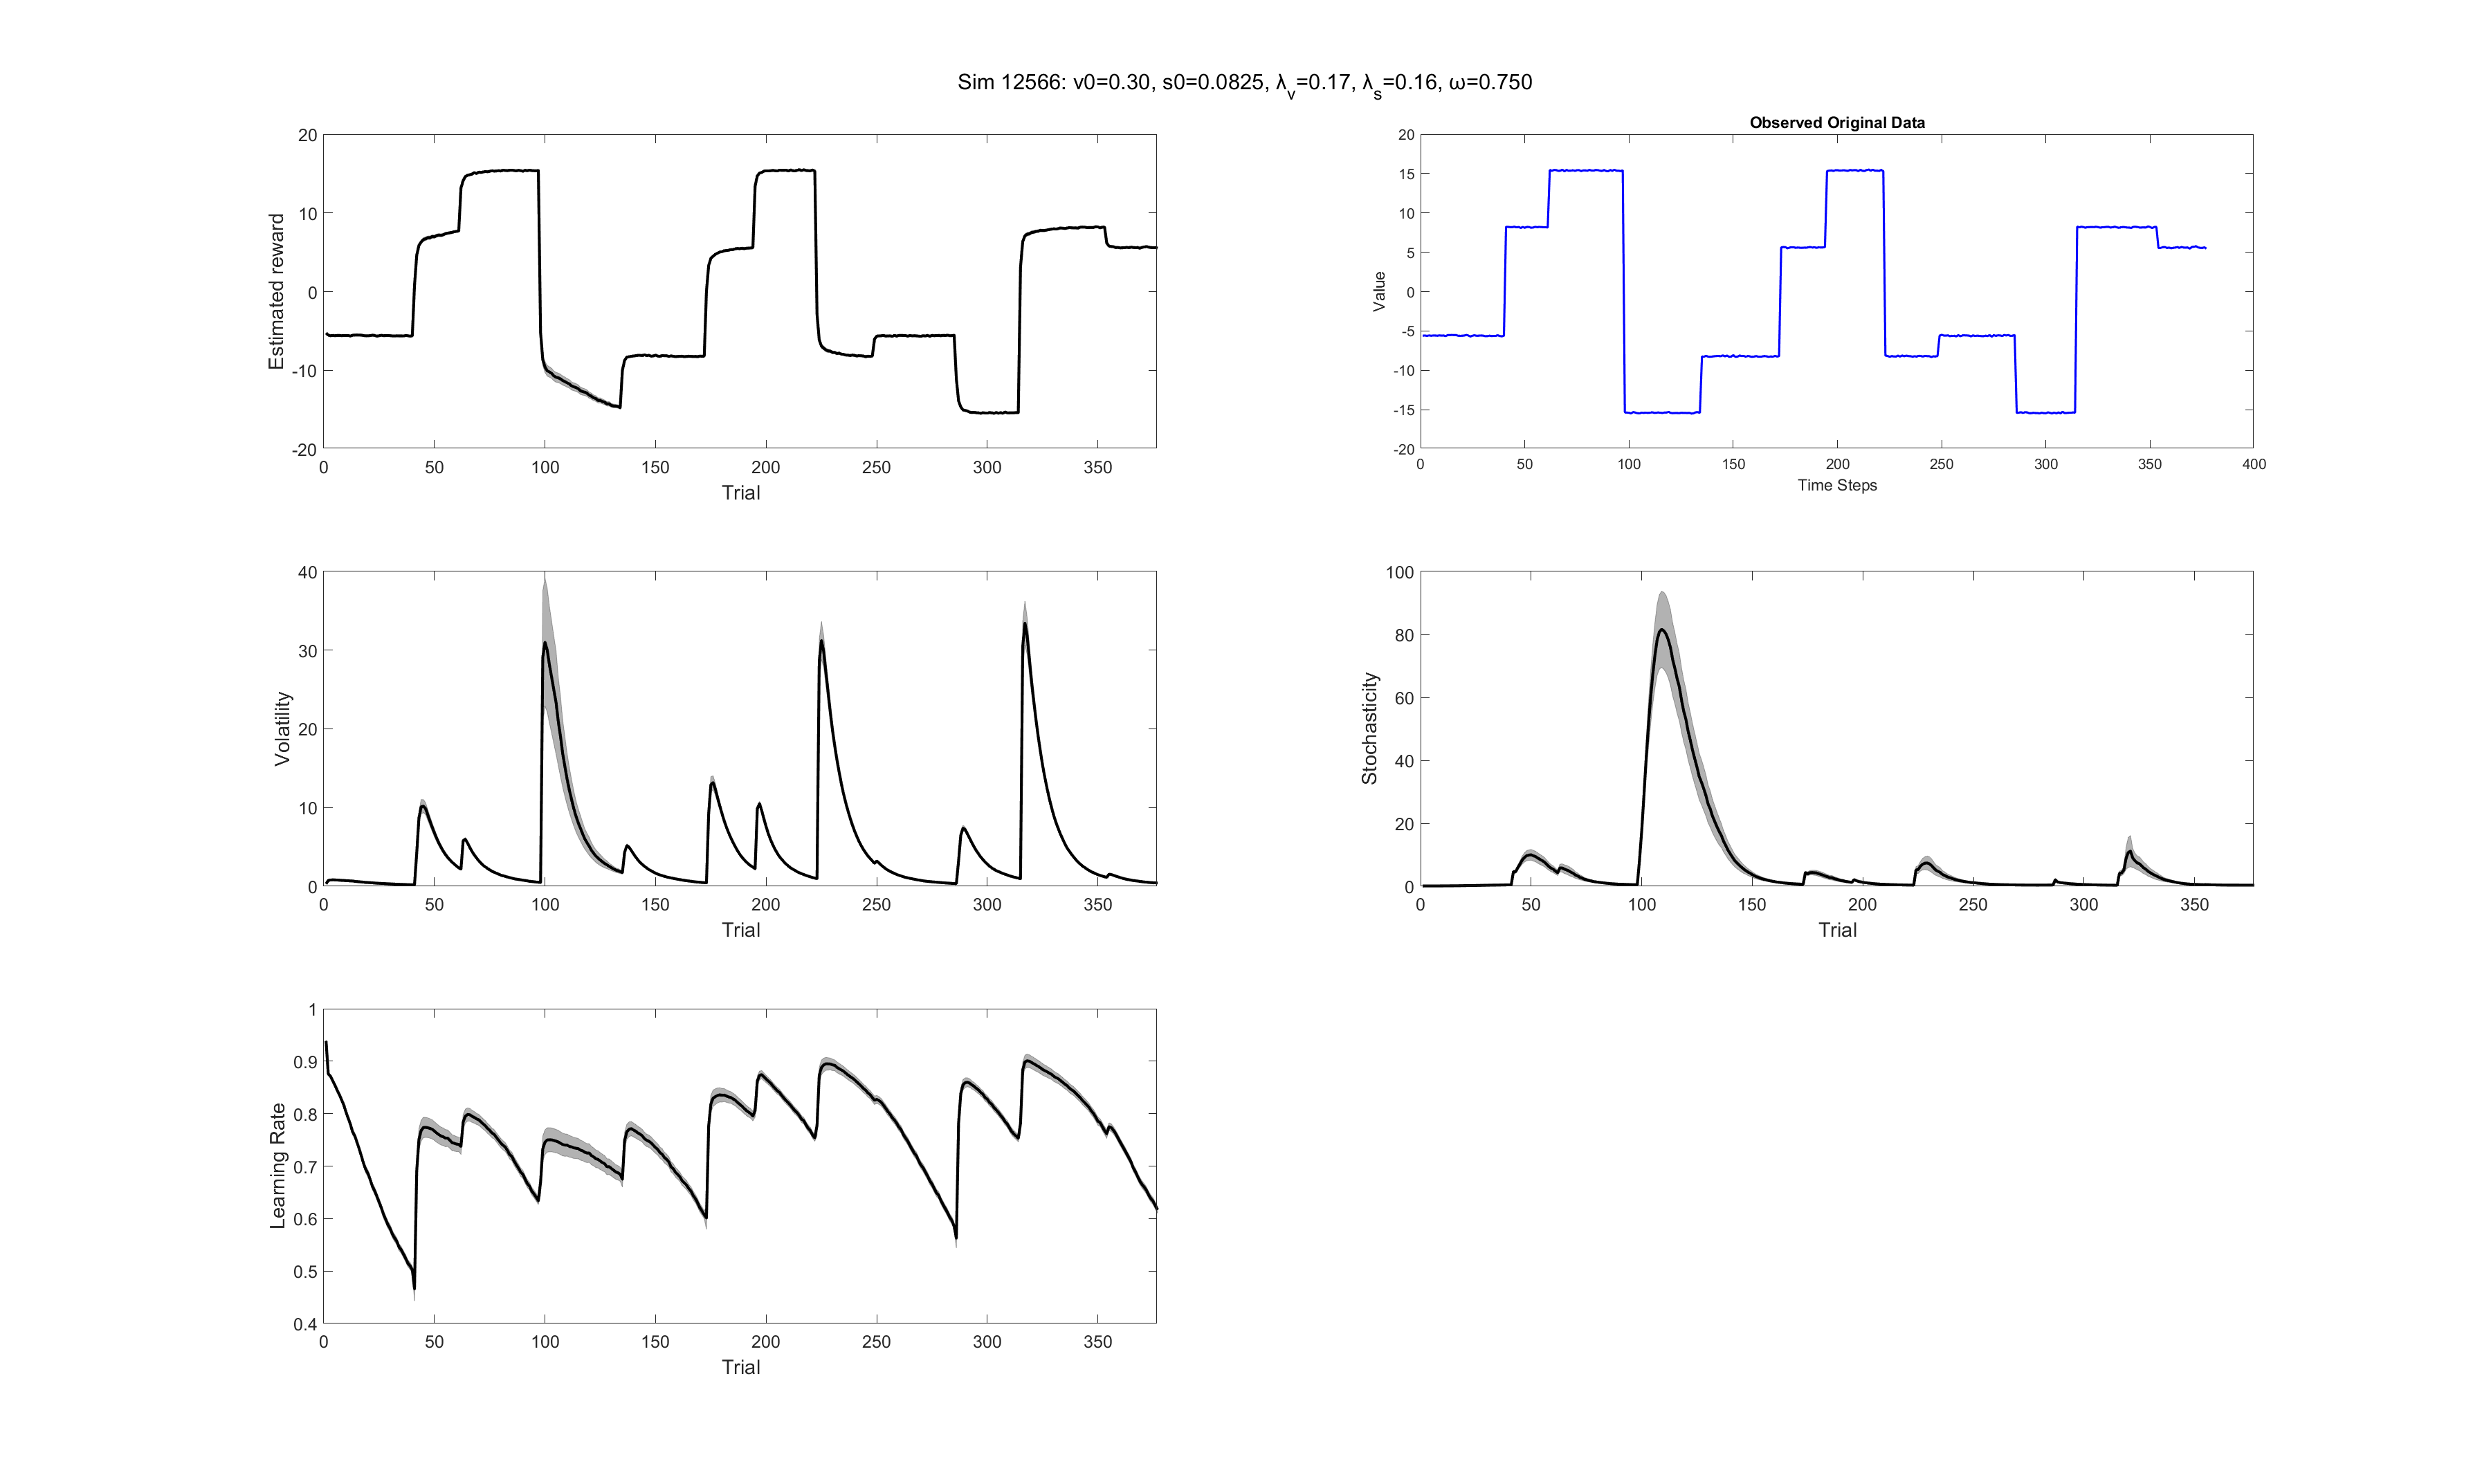 Sim 12566: v0=0.30, s0=0.0825, λv=0.17, λs=0.16, ω=0.750
20
10
0
-10
-20
Estimated reward
0 50 100 150 200 250 300 350
Trial
Observed Original Data
20
15
10
5
0
-5
-10
-15
-20
Value
0 50 100 150 200 250 300 350 400
Time Steps
40
30
20
10
0
Volatility
0 50 100 150 200 250 300 350
Trial
100
80
60
40
20
0
Stochasticity
0 50 100 150 200 250 300 350
Trial
1
0.9
0.8
0.7
0.6
0.5
0.4
Learning Rate
0 50 100 150 200 250 300 350
Trial